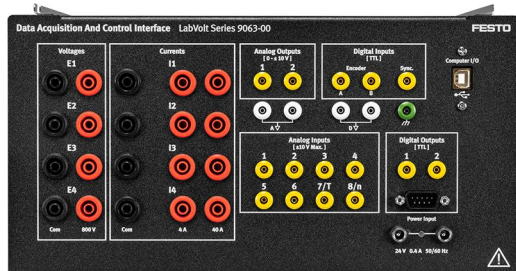 Data Acquisition And Control Interface LabVolt Series 9063-00
FESTO
Voltages
E1
E2
E3
E4
Com 800 V
Currents
I1
I2
I3
I4
Com 4 A 40 A
Analog Outputs
[ 0 - ± 10 V ]
1 2
A
Digital Inputs
[ TTL ]
Encoder Sync.
A B
D
Computer I/O
Analog Inputs
[ ±10 V Max. ]
1 2 3 4
5 6 7/T 8/n
Digital Outputs
[ TTL ]
1 2
Power Input
24 V 0.4 A 50/60 Hz